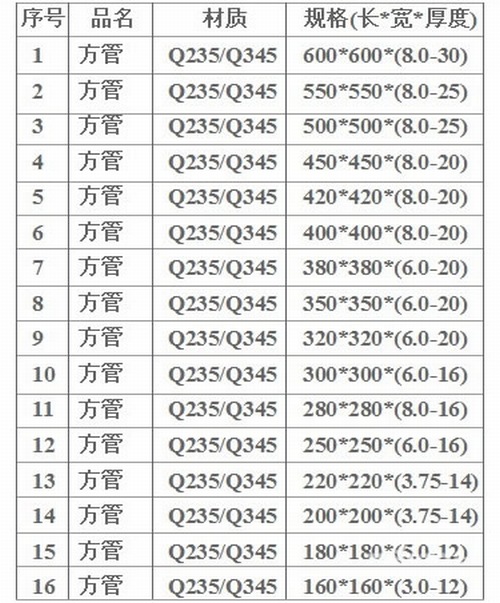 序号 品名 材质 规格(长*宽*厚度)
1 方管 Q235/Q345 600*600*(8.0-30)
2 方管 Q235/Q345 550*550*(8.0-25)
3 方管 Q235/Q345 500*500*(8.0-25)
4 方管 Q235/Q345 450*450*(8.0-20)
5 方管 Q235/Q345 420*420*(8.0-20)
6 方管 Q235/Q345 400*400*(8.0-20)
7 方管 Q235/Q345 380*380*(6.0-20)
8 方管 Q235/Q345 350*350*(6.0-20)
9 方管 Q235/Q345 320*320*(6.0-20)
10 方管 Q235/Q345 300*300*(6.0-16)
11 方管 Q235/Q345 280*280*(8.0-16)
12 方管 Q235/Q345 250*250*(6.0-16)
13 方管 Q235/Q345 220*220*(3.75-14)
14 方管 Q235/Q345 200*200*(3.75-14)
15 方管 Q235/Q345 180*180*(5.0-12)
16 方管 Q235/Q345 160*160*(3.0-12)